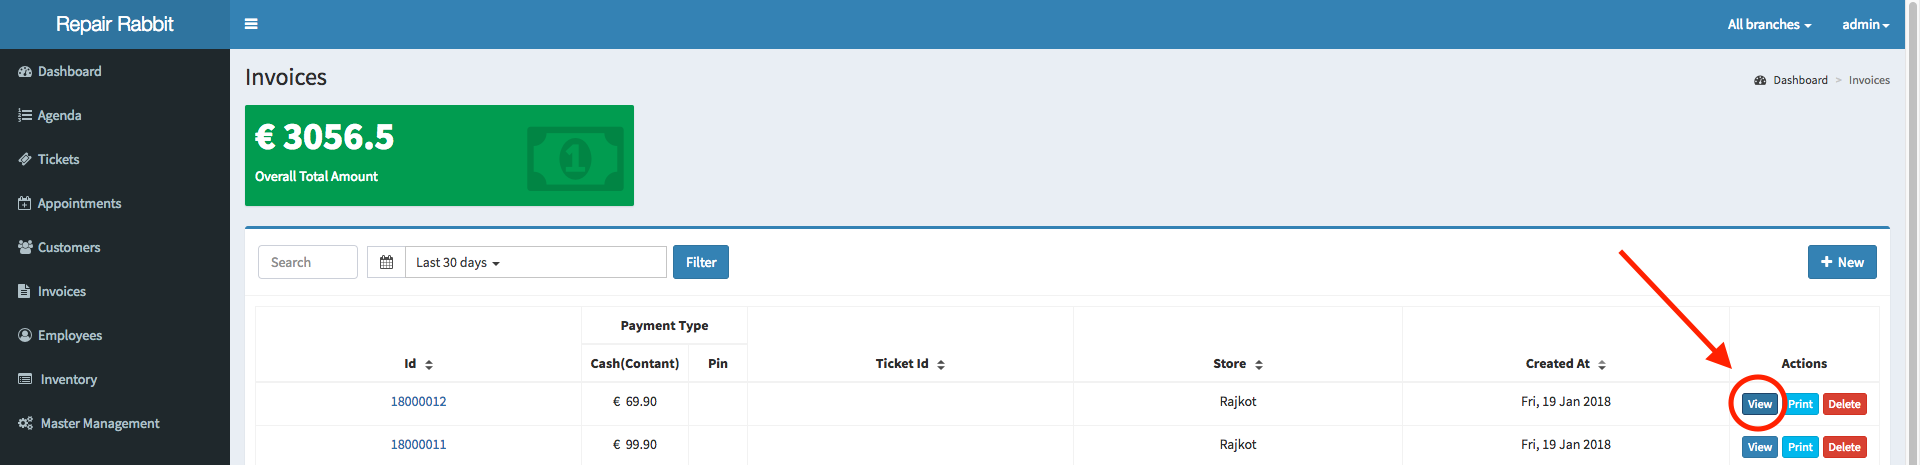 Repair Rabbit
All branches
admin
Dashboard
Agenda
Tickets
Appointments
Customers
Invoices
Employees
Inventory
Master Management
Invoices
Dashboard > Invoices
€ 3056.5
Overall Total Amount
1
Search
Last 30 days
Filter
+ New
Payment Type
Id Cash(Contant) Pin Ticket Id Store Created At Actions
18000012 € 69.90 Rajkot Fri, 19 Jan 2018 View Print Delete
18000011 € 99.90 Rajkot Fri, 19 Jan 2018 View Print Delete